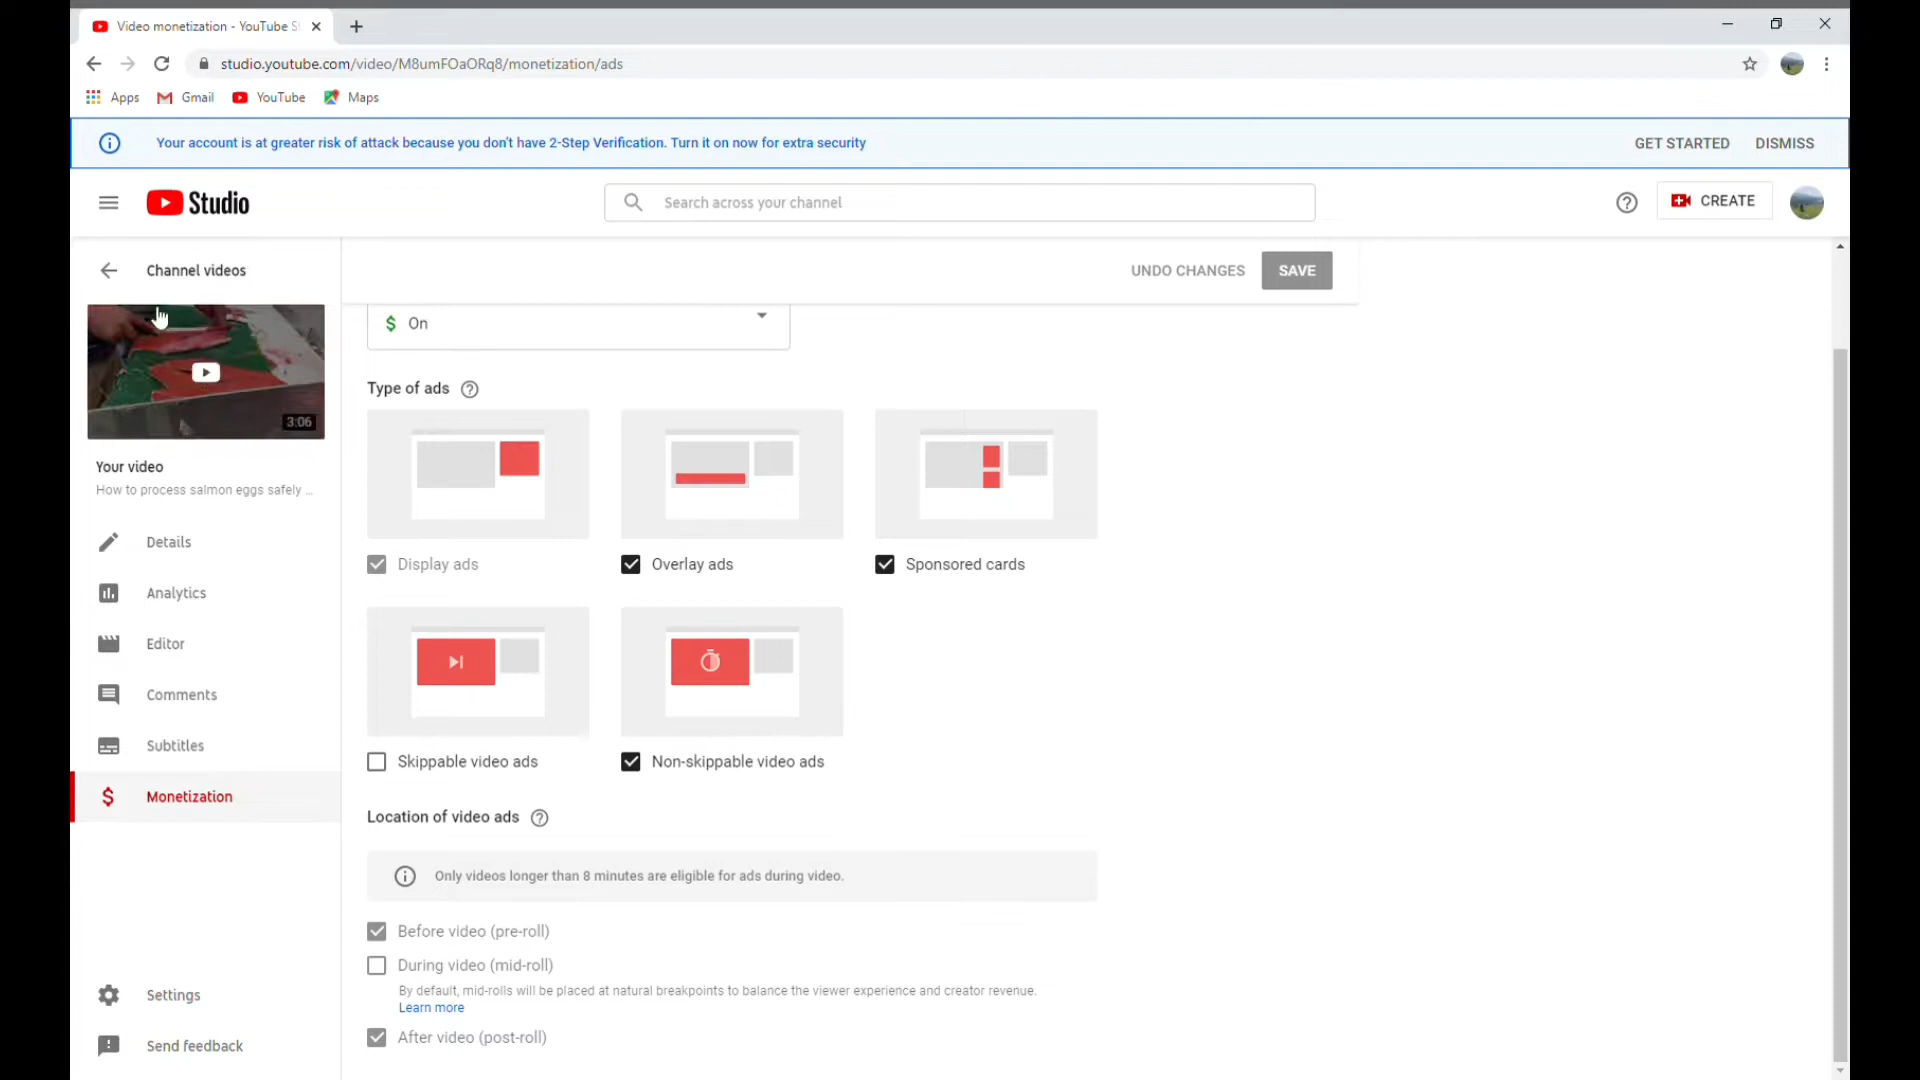 Video monetization - YouTube S
studio.youtube.com/video/M8umFOaORq8/monetization/ads
Apps Gmail YouTube Maps
Your account is at greater risk of attack because you don't have 2-Step Verification. Turn it on now for extra security
GET STARTED DISMISS
Studio
Search across your channel
CREATE
Channel videos
UNDO CHANGES SAVE
$ On
3:06
Your video
How to process salmon eggs safely ...
Details
Analytics
Editor
Comments
Subtitles
$ Monetization
Settings
Send feedback
Type of ads
Display ads Overlay ads Sponsored cards
Skippable video ads Non-skippable video ads
Location of video ads
Only videos longer than 8 minutes are eligible for ads during video.
Before video (pre-roll)
During video (mid-roll)
By default, mid-rolls will be placed at natural breakpoints to balance the viewer experience and creator revenue.
Learn more
After video (post-roll)